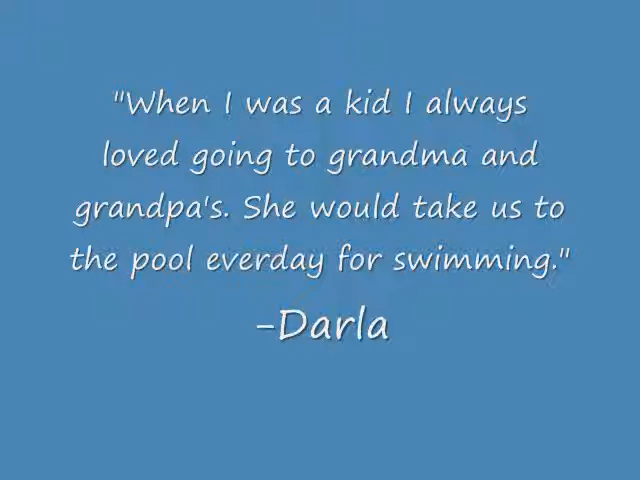 "When I was a kid I always
loved going to grandma and
grandpa's. She would take us to
the pool everday for swimming."
-Darla